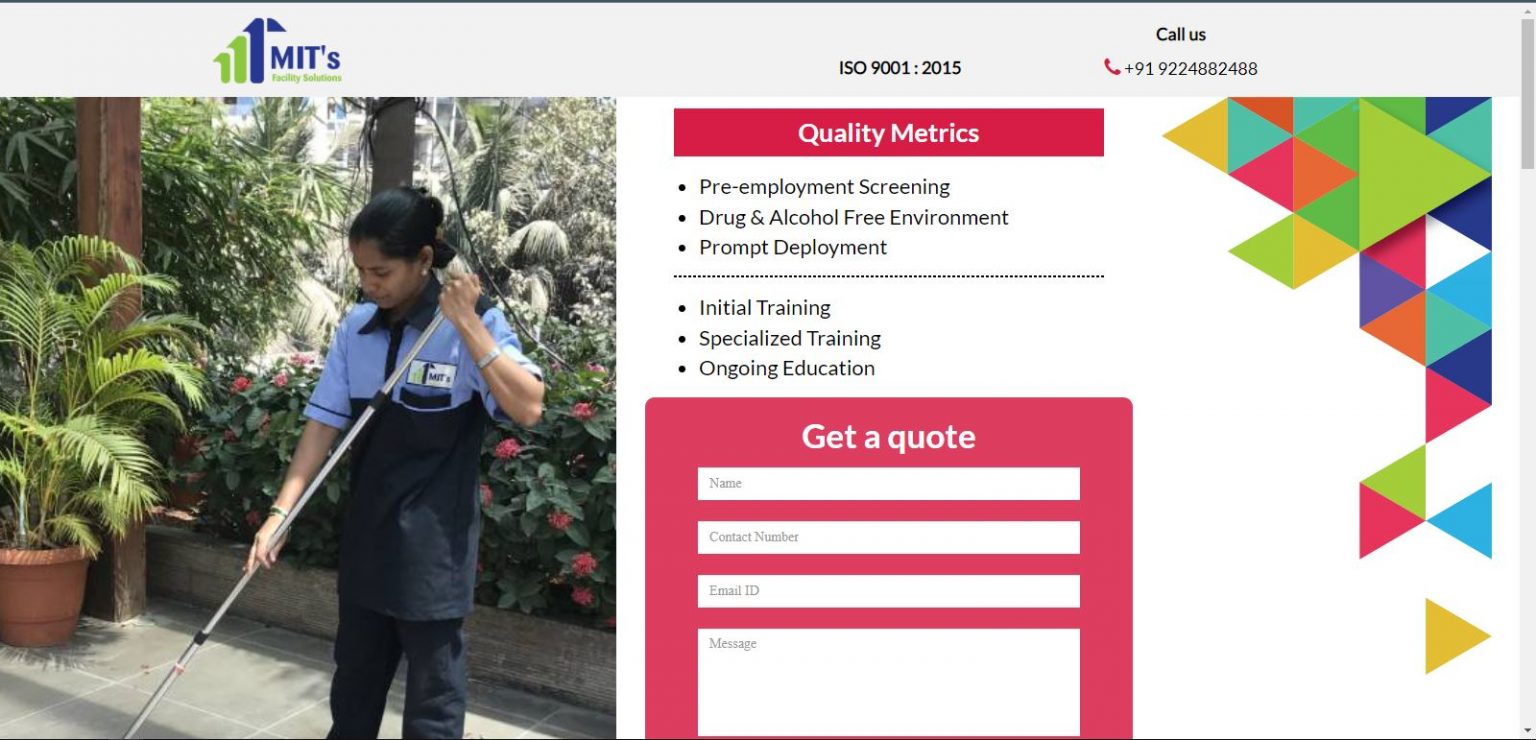 MIT's
Facility Solutions
ISO 9001 : 2015
Call us
+91 9224882488
MIT's
Quality Metrics
Pre-employment Screening
Drug & Alcohol Free Environment
Prompt Deployment
Initial Training
Specialized Training
Ongoing Education
Get a quote
Name
Contact Number
Email ID
Message